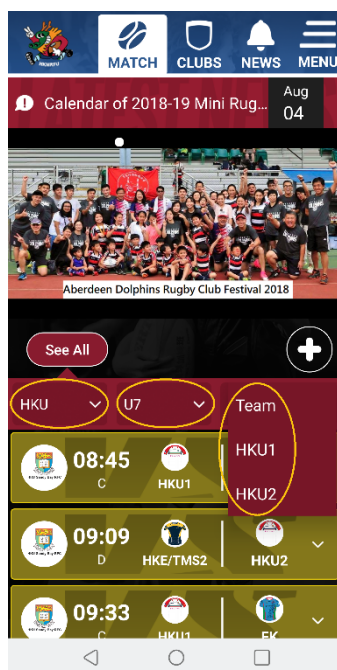 MATCH
CLUBS
NEWS
MENU
Calendar of 2018-19 Mini Rug...
Aug
04
Aberdeen Dolphins Rugby Club Festival 2018
See All
HKU
U7
Team
HKU1
HKU2
08:45
C
HKU1
09:09
D
HKE/TMS2
HKU2
09:33
C
HKU1